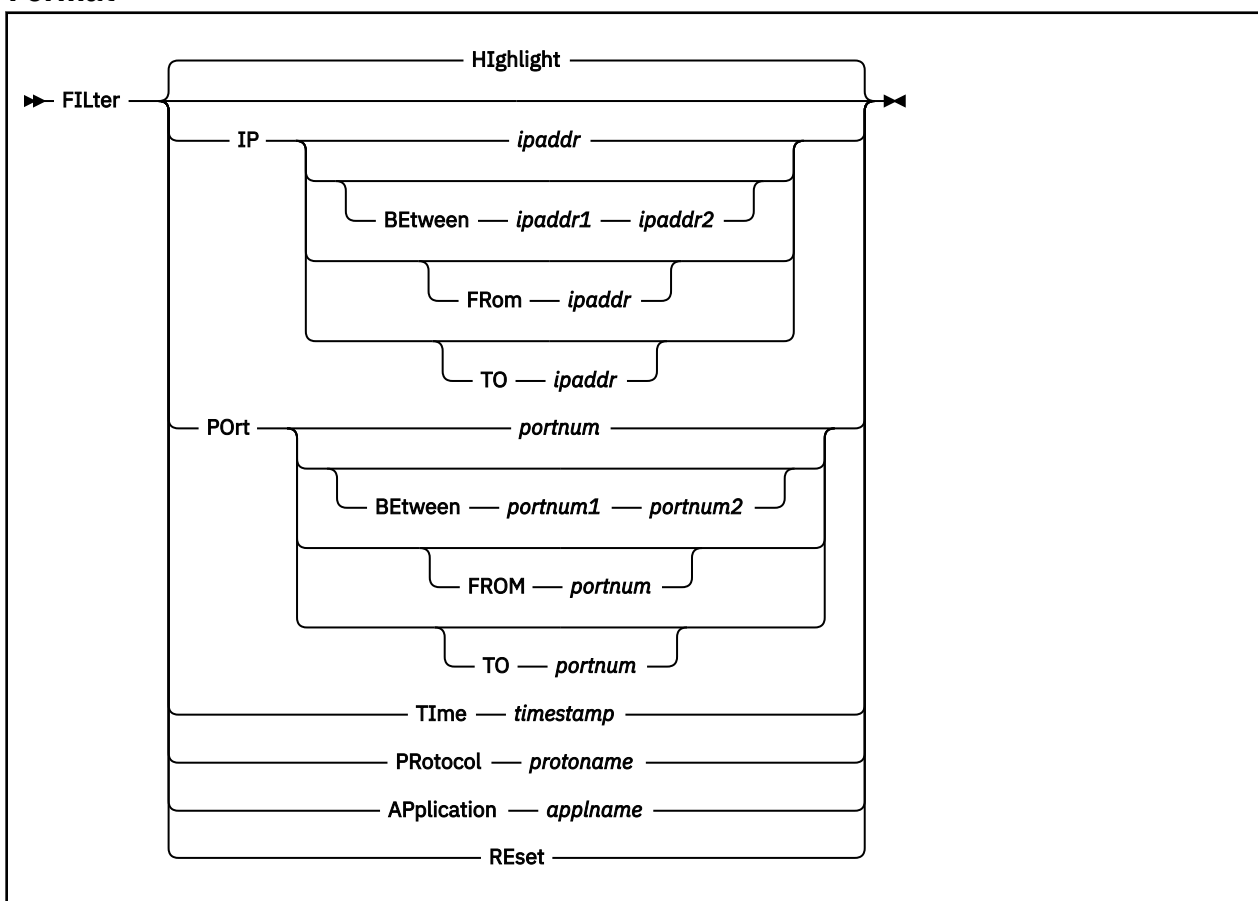 HIghlight
FILter
IP ipaddr
BEtween ipaddr1 ipaddr2
FRom ipaddr
TO ipaddr
POrt portnum
BEtween portnum1 portnum2
FROM portnum
TO portnum
TIme timestamp
PRotocol protoname
APplication applname
REset